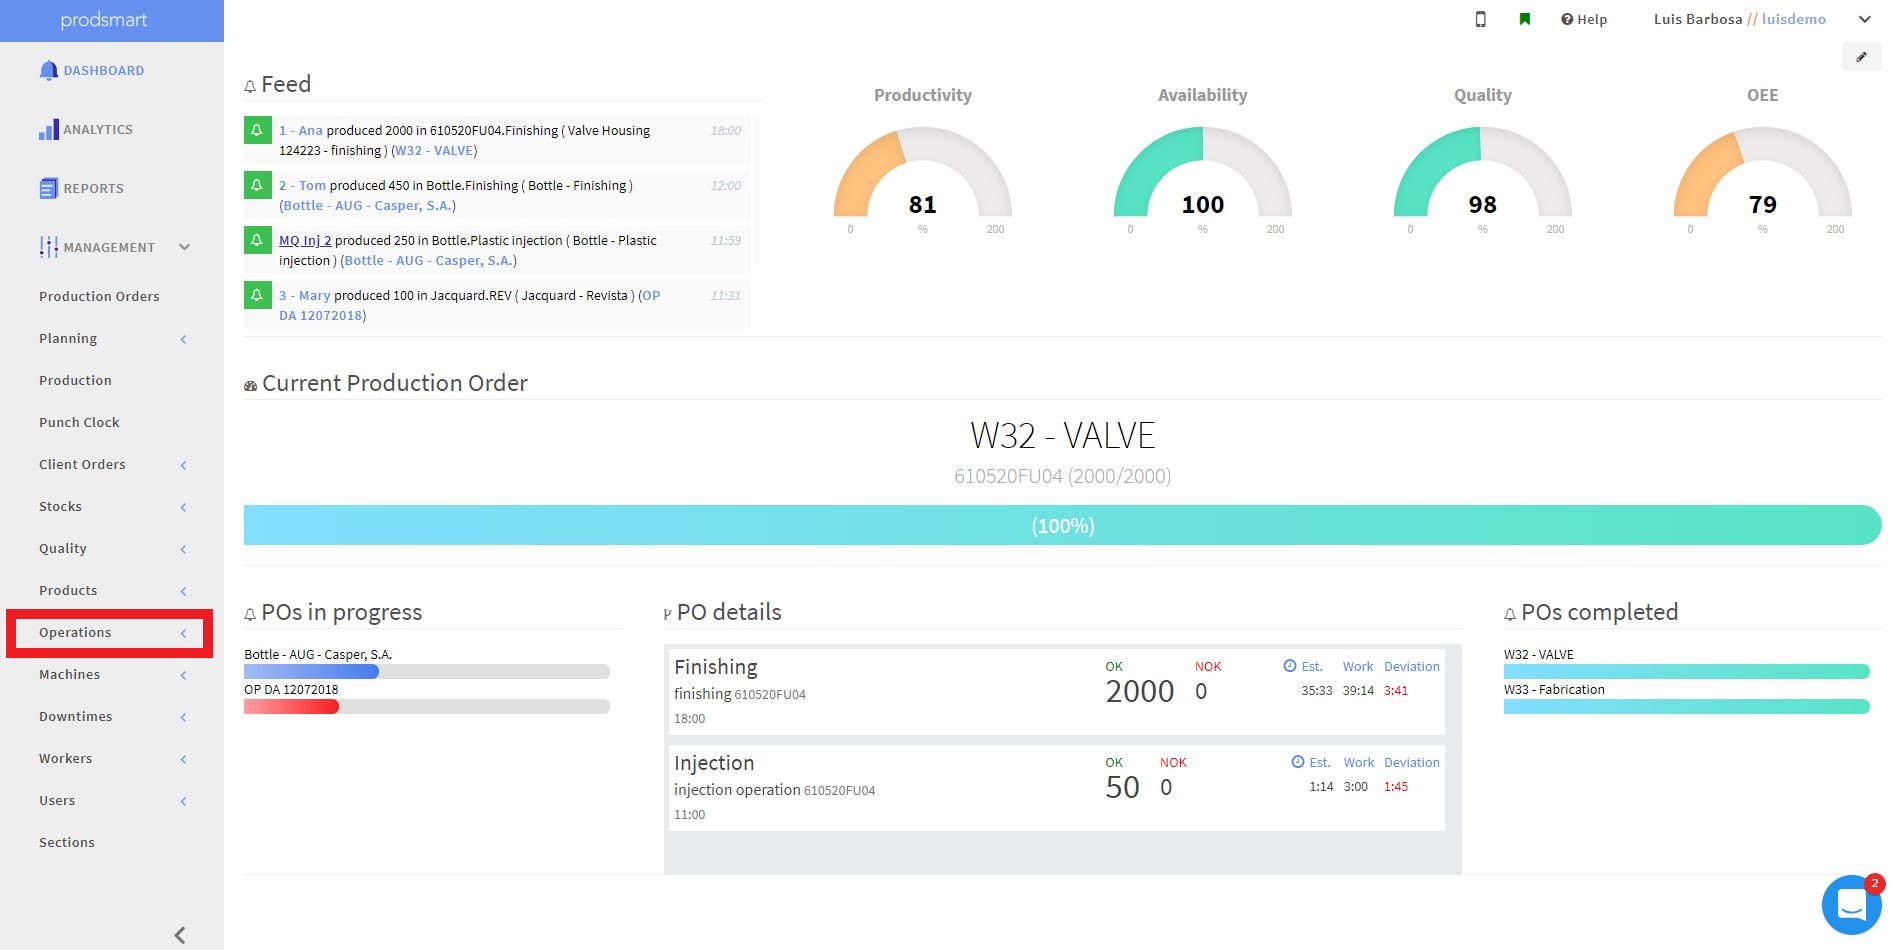 prodsmart
Help
Luis Barbosa // luisdemo
DASHBOARD
ANALYTICS
REPORTS
MANAGEMENT
Production Orders
Planning
Production
Punch Clock
Client Orders
Stocks
Quality
Products
Operations
Machines
Downtimes
Workers
Users
Sections
Feed
1 - Ana produced 2000 in 610520FU04.Finishing ( Valve Housing
124223 - finishing ) (W32 - VALVE)
18:00
2 - Tom produced 450 in Bottle.Finishing ( Bottle - Finishing )
(Bottle - AUG - Casper, S.A.)
12:00
MQ Inj 2 produced 250 in Bottle.Plastic injection ( Bottle - Plastic
injection ) (Bottle - AUG - Casper, S.A.)
11:59
3 - Mary produced 100 in Jacquard.REV ( Jacquard - Revista ) (OP
DA 12072018)
11:31
Productivity
81
0 % 200
Availability
100
0 % 200
Quality
98
0 % 200
OEE
79
0 % 200
Current Production Order
W32 - VALVE
610520FU04 (2000/2000)
(100%)
POs in progress
Bottle - AUG - Casper, S.A.
OP DA 12072018
PO details
Finishing
finishing 610520FU04
18:00
OK NOK
2000 0
Est. Work Deviation
35:33 39:14 3:41
Injection
injection operation 610520FU04
11:00
OK NOK
50 0
Est. Work Deviation
1:14 3:00 1:45
POs completed
W32 - VALVE
W33 - Fabrication
2